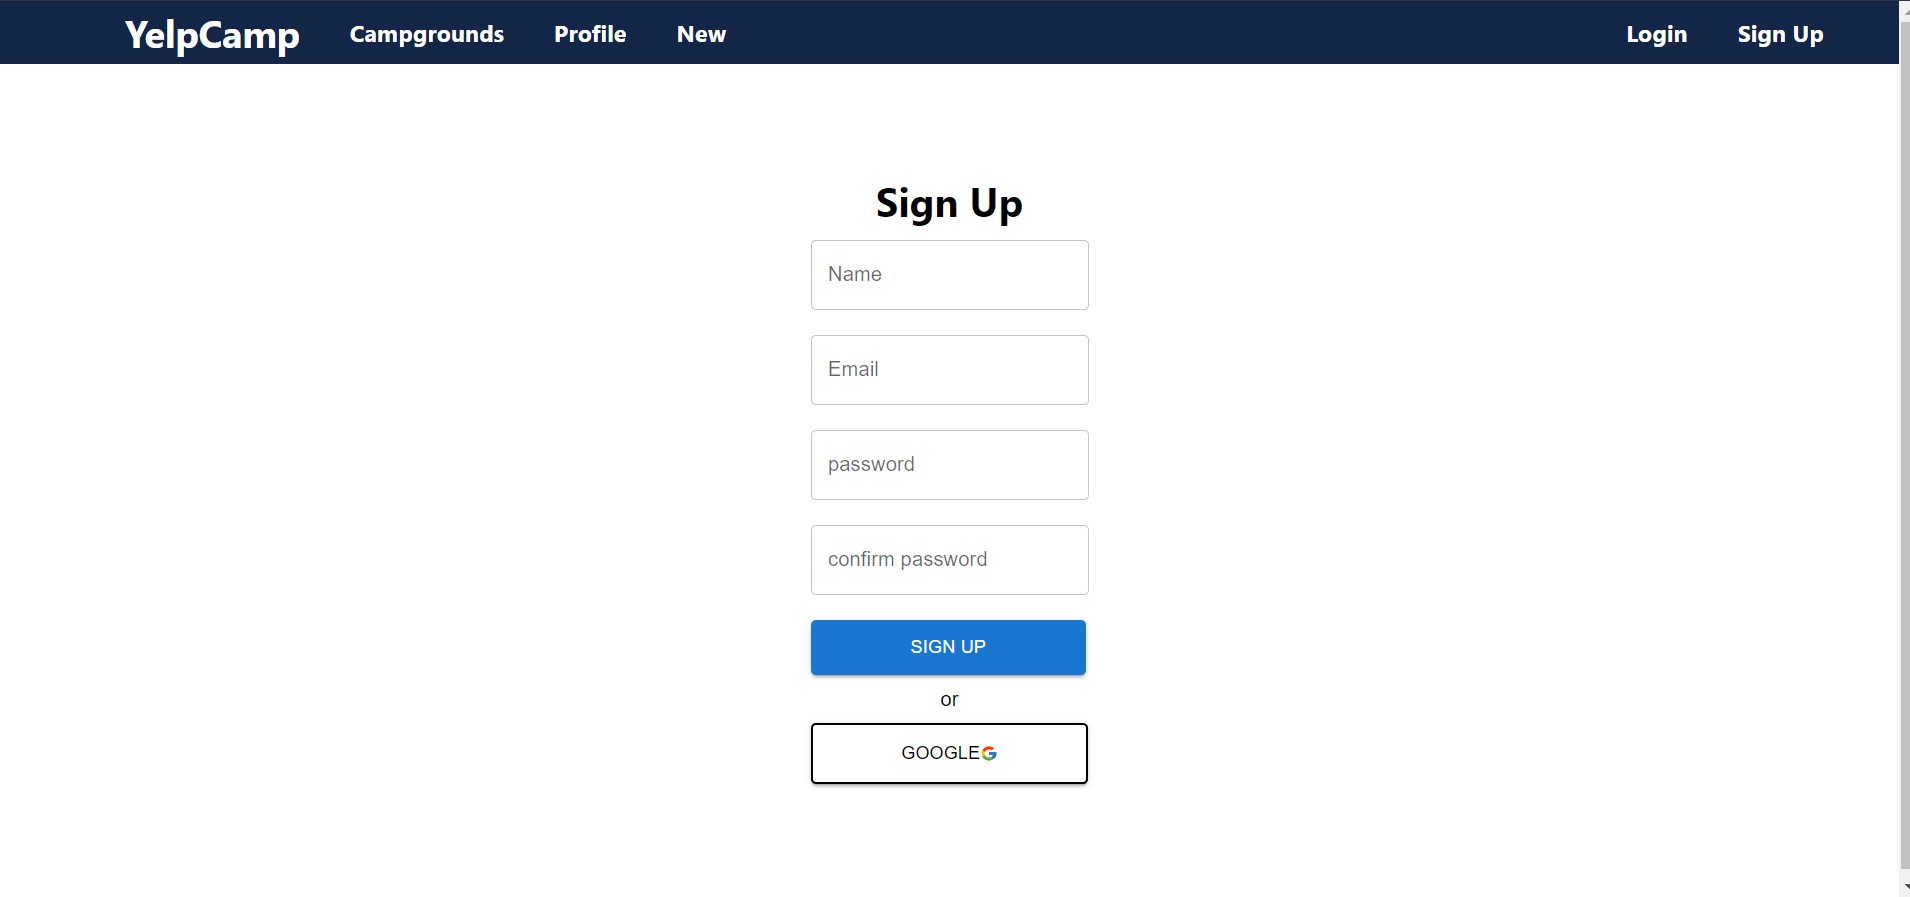 YelpCamp Campgrounds Profile New Login Sign Up
Sign Up
Name
Email
password
confirm password
SIGN UP
or
GOOGLE